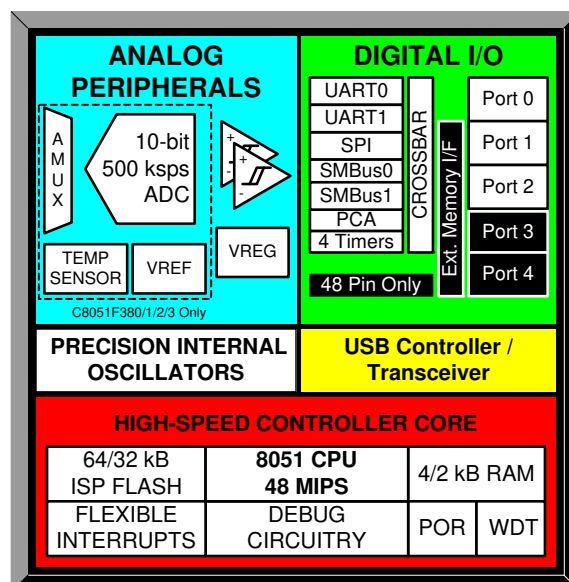 ANALOG
PERIPHERALS
A
M
U
X
10-bit
500 ksps
ADC
+
-
+
-
TEMP
SENSOR
VREF
VREG
C8051F380/1/2/3 Only
DIGITAL I/O
UART0
UART1
SPI
SMBus0
SMBus1
PCA
4 Timers
CROSSBAR
Ext. Memory I/F
Port 0
Port 1
Port 2
Port 3
Port 4
48 Pin Only
PRECISION INTERNAL
OSCILLATORS
USB Controller /
Transceiver
HIGH-SPEED CONTROLLER CORE
64/32 kB
ISP FLASH
8051 CPU
48 MIPS
4/2 kB RAM
FLEXIBLE
INTERRUPTS
DEBUG
CIRCUITRY
POR
WDT